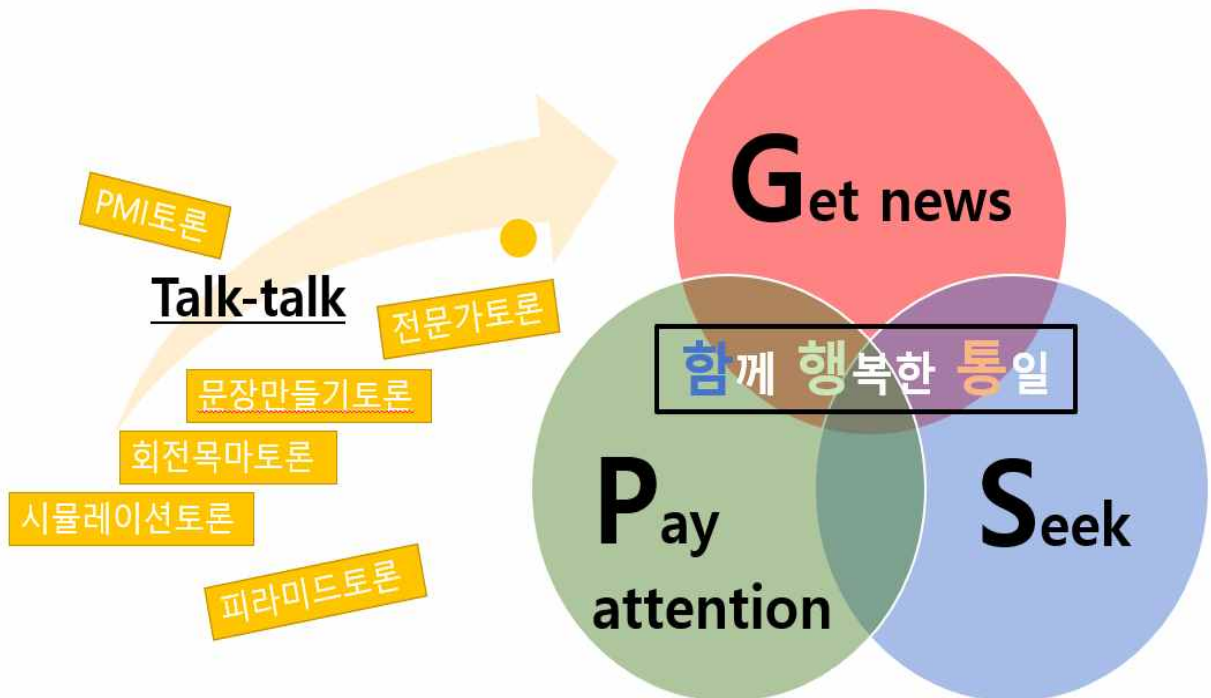 PMI토론
Talk-talk
전문가토론
문장만들기토론
회전목마토론
시뮬레이션토론
피라미드토론
Get news
함께 행복한 통일
Pay
attention
Seek